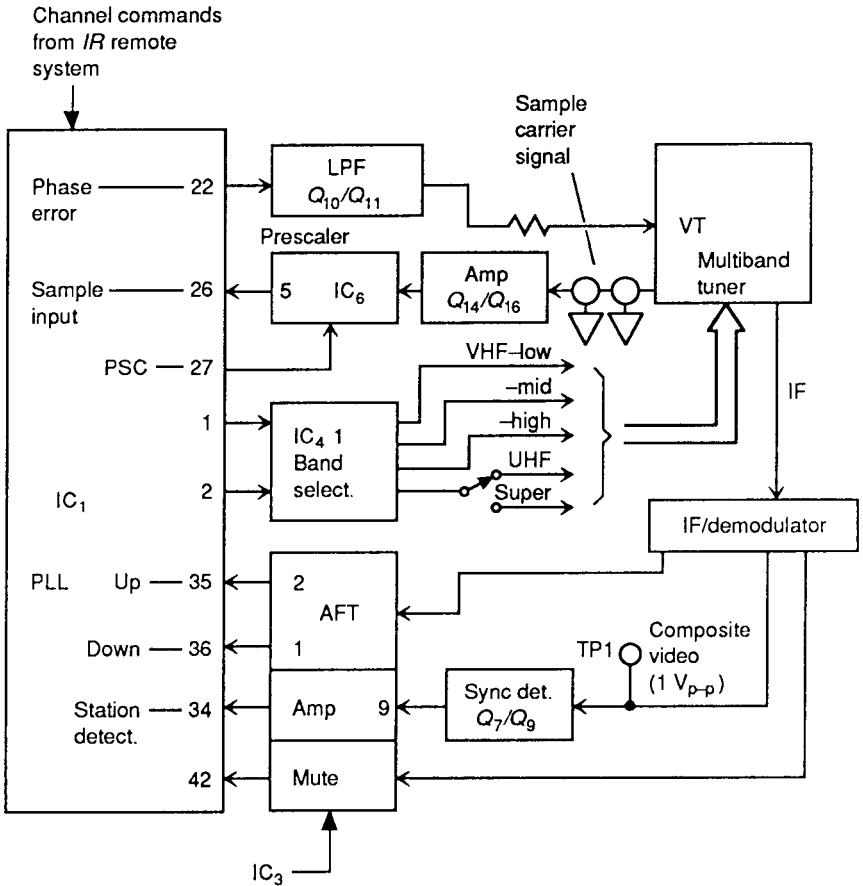 Channel commands
from IR remote
system
Sample
carrier
signal
Phase
error
22
LPF
Q10/Q11
VT
Multiband
tuner
Prescaler
Sample
input
26
5 IC6
Amp
Q14/Q16
PSC
27
VHF–low
–mid
–high
UHF
Super
IF
1
2
IC4 1
Band
select.
IC1
IF/demodulator
PLL
Up
35
2
AFT
Down
36
1
TP1
Composite
video
(1 Vp–p)
Station
detect.
34
Amp 9
Sync det.
Q7/Q9
42
Mute
IC3